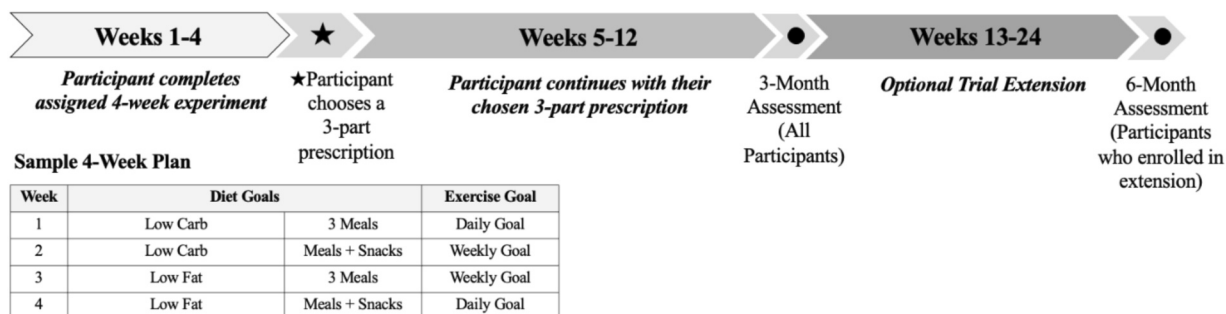 Weeks 1-4
★
Weeks 5-12
Weeks 13-24
Participant completes
assigned 4-week experiment
★Participant
chooses a
3-part
prescription
Participant continues with their
chosen 3-part prescription
3-Month
Assessment
(All
Participants)
Optional Trial Extension
6-Month
Assessment
(Participants
who enrolled in
extension)
Sample 4-Week Plan
Week Diet Goals Exercise Goal
1 Low Carb 3 Meals Daily Goal
2 Low Carb Meals + Snacks Weekly Goal
3 Low Fat 3 Meals Weekly Goal
4 Low Fat Meals + Snacks Daily Goal